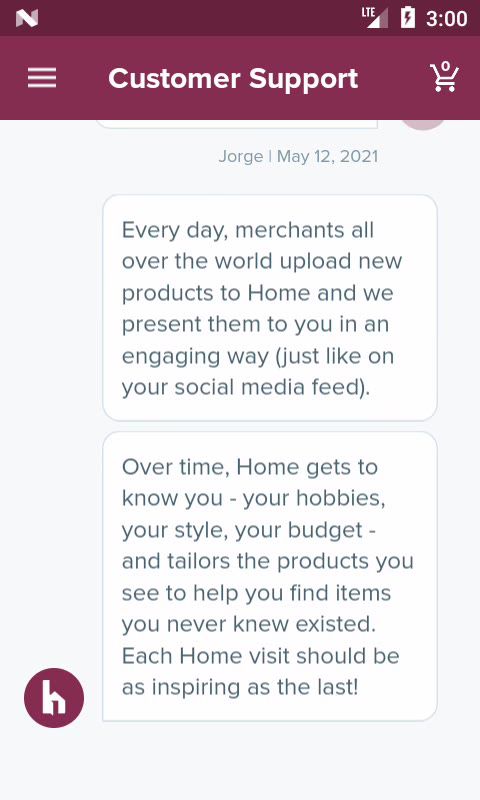 LTE
3:00
Customer Support
0
Jorge | May 12, 2021
Every day, merchants all
over the world upload new
products to Home and we
present them to you in an
engaging way (just like on
your social media feed).
Over time, Home gets to
know you - your hobbies,
your style, your budget -
and tailors the products you
see to help you find items
you never knew existed.
Each Home visit should be
as inspiring as the last!
h